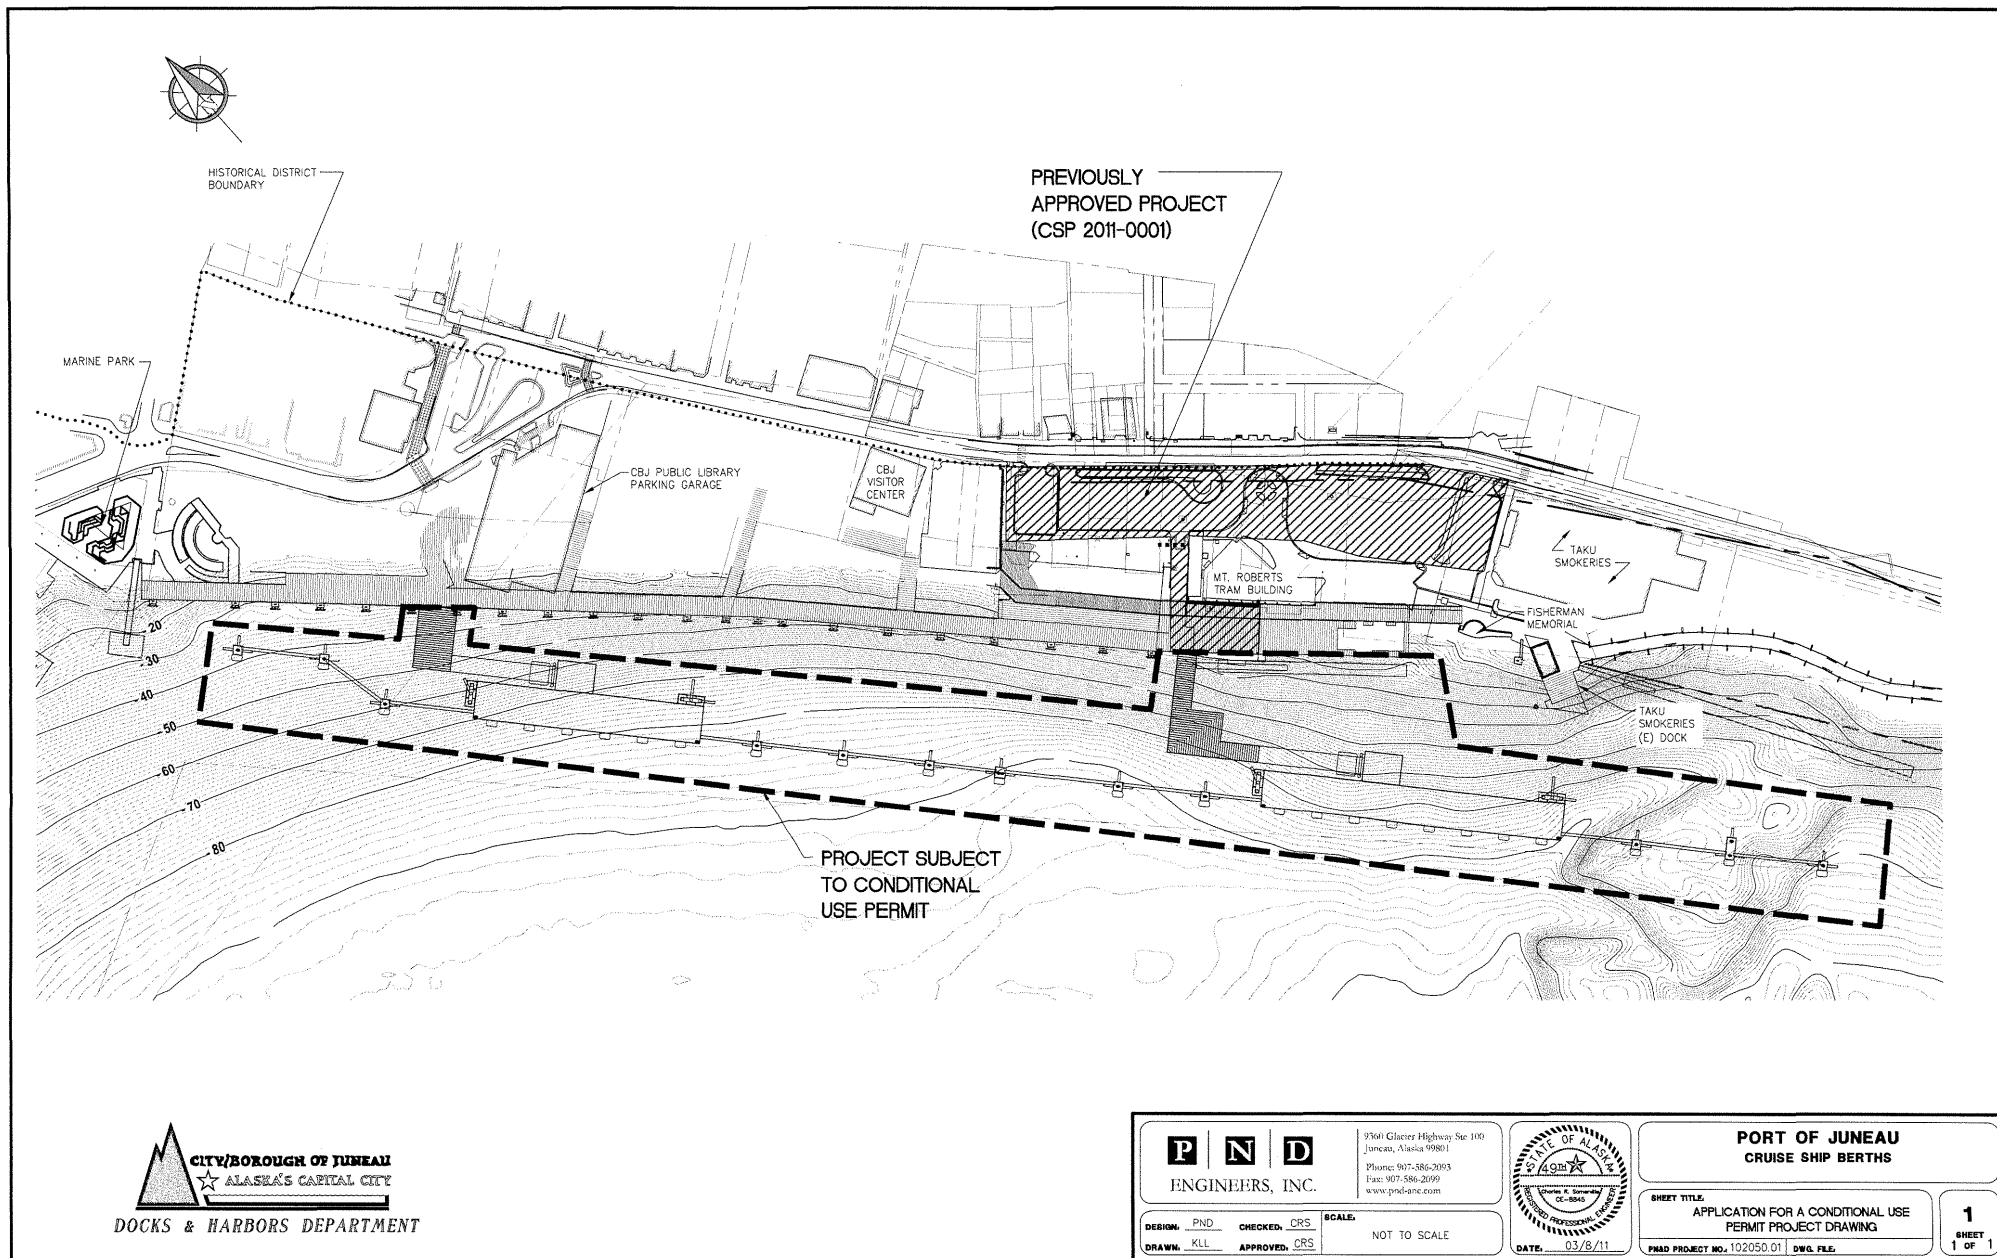 HISTORICAL DISTRICT
BOUNDARY
PREVIOUSLY
APPROVED PROJECT
(CSP 2011-0001)
MARINE PARK
CBJ PUBLIC LIBRARY
PARKING GARAGE
CBJ
VISITOR
CENTER
MT. ROBERTS
TRAM BUILDING
TAKU
SMOKERIES
FISHERMAN
MEMORIAL
TAKU
SMOKERIES
(E) DOCK
-20
-30
-40
-50
-60
-70
-80
PROJECT SUBJECT
TO CONDITIONAL
USE PERMIT
CITY/BOROUGH OF JUNEAU
ALASKA'S CAPITAL CITY
DOCKS & HARBORS DEPARTMENT
P N D
ENGINEERS, INC.
9360 Glacier Highway Ste 100
Juneau, Alaska 99801
Phone: 907-586-2093
Fax: 907-586-2099
www.pnd-anc.com
DESIGN: PND CHECKED: CRS
DRAWN: KLL APPROVED: CRS
SCALE:
NOT TO SCALE
STATE OF ALASKA
49TH
Charles R. Somerville
CE-8845
REGISTERED PROFESSIONAL ENGINEER
DATE: 03/8/11
PORT OF JUNEAU
CRUISE SHIP BERTHS
SHEET TITLE:
APPLICATION FOR A CONDITIONAL USE
PERMIT PROJECT DRAWING
PN&D PROJECT NO.: 102050.01 DWG. FILE:
1
SHEET
1 OF 1